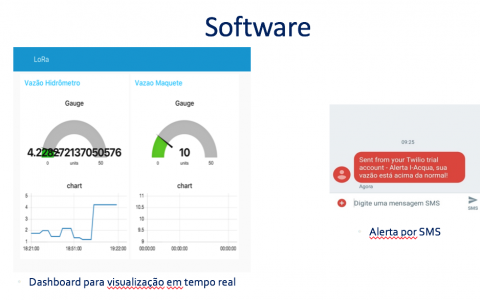 Software
LoRa
Vazão Hidrômetro
Gauge
4.228272137050576
0 units 50
chart
5
4
3
2
1
0
18:21:00 18:51:00 19:22:00
Vazao Maquete
Gauge
10
0 units 50
chart
11
10.5
10
9.5
9
00:00:00 00:00:00 00:00:00
Dashboard para visualização em tempo real
09:25
Sent from your Twilio trial
account - Alerta I-Acqua, sua
vazão está acima da normal!
Agora
Digite uma mensagem SMS
SMS
Alerta por SMS